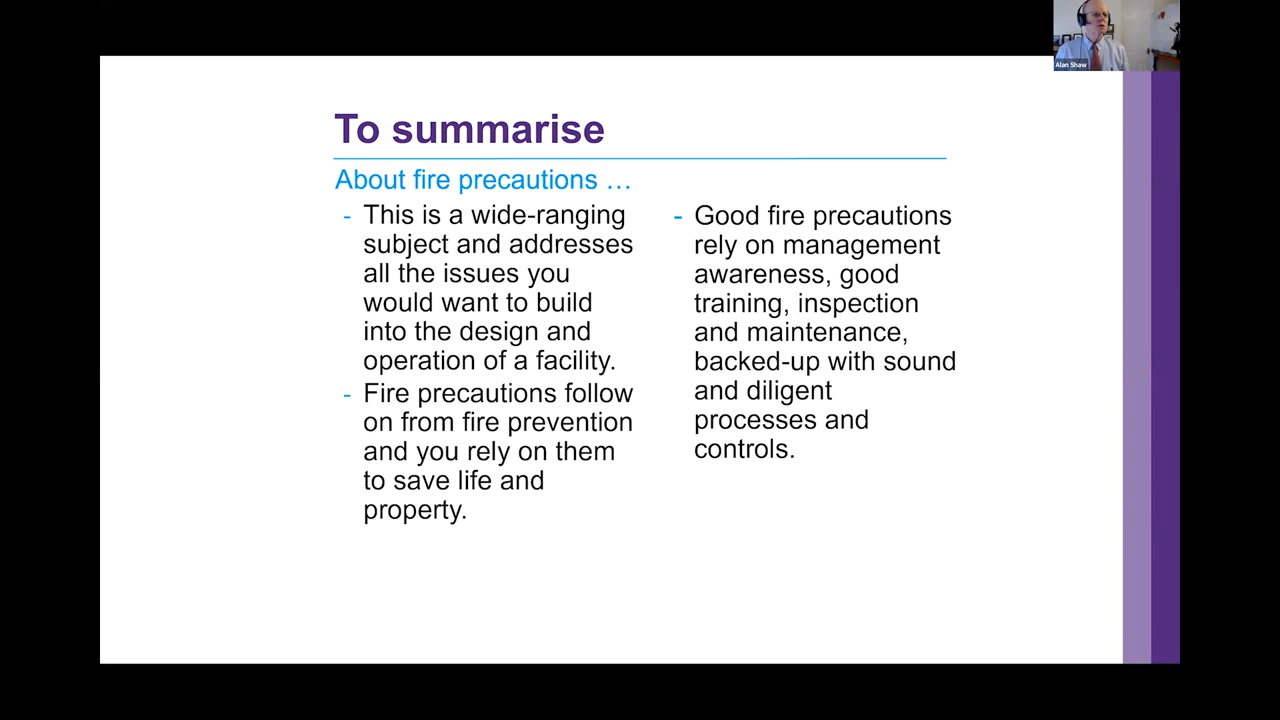 Alan Shaw
To summarise
About fire precautions …
- This is a wide-ranging
subject and addresses
all the issues you
would want to build
into the design and
operation of a facility.
- Fire precautions follow
on from fire prevention
and you rely on them
to save life and
property.
- Good fire precautions
rely on management
awareness, good
training, inspection
and maintenance,
backed-up with sound
and diligent
processes and
controls.